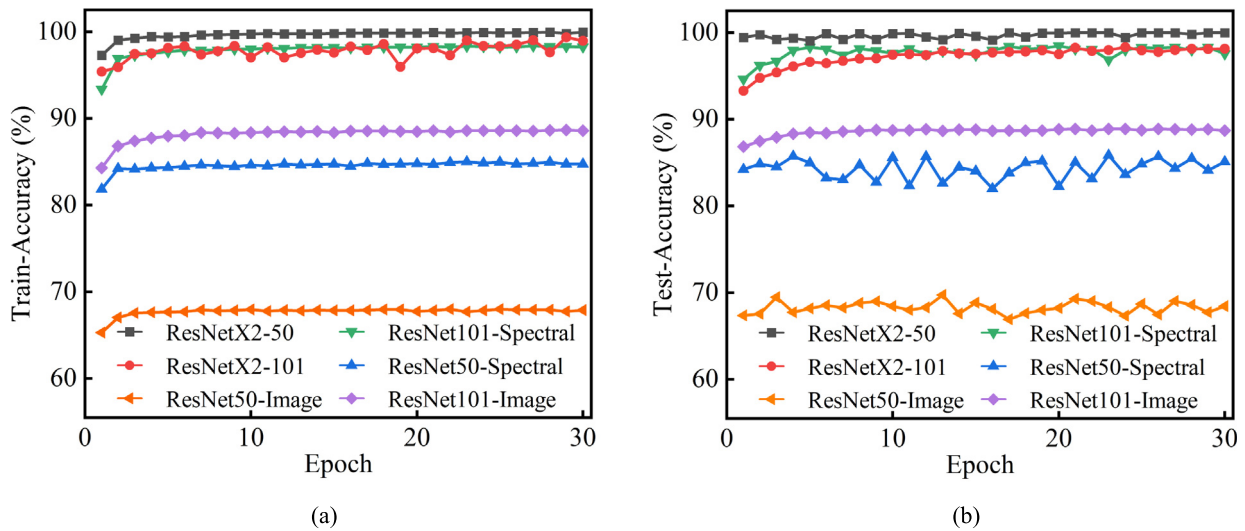 Train-Accuracy (%)
100
90
80
70
60
ResNetX2-50
ResNet101-Spectral
ResNetX2-101
ResNet50-Spectral
ResNet50-Image
ResNet101-Image
0
10
20
30
Epoch
(a)
Test-Accuracy (%)
100
90
80
70
60
ResNetX2-50
ResNet101-Spectral
ResNetX2-101
ResNet50-Spectral
ResNet50-Image
ResNet101-Image
0
10
20
30
Epoch
(b)